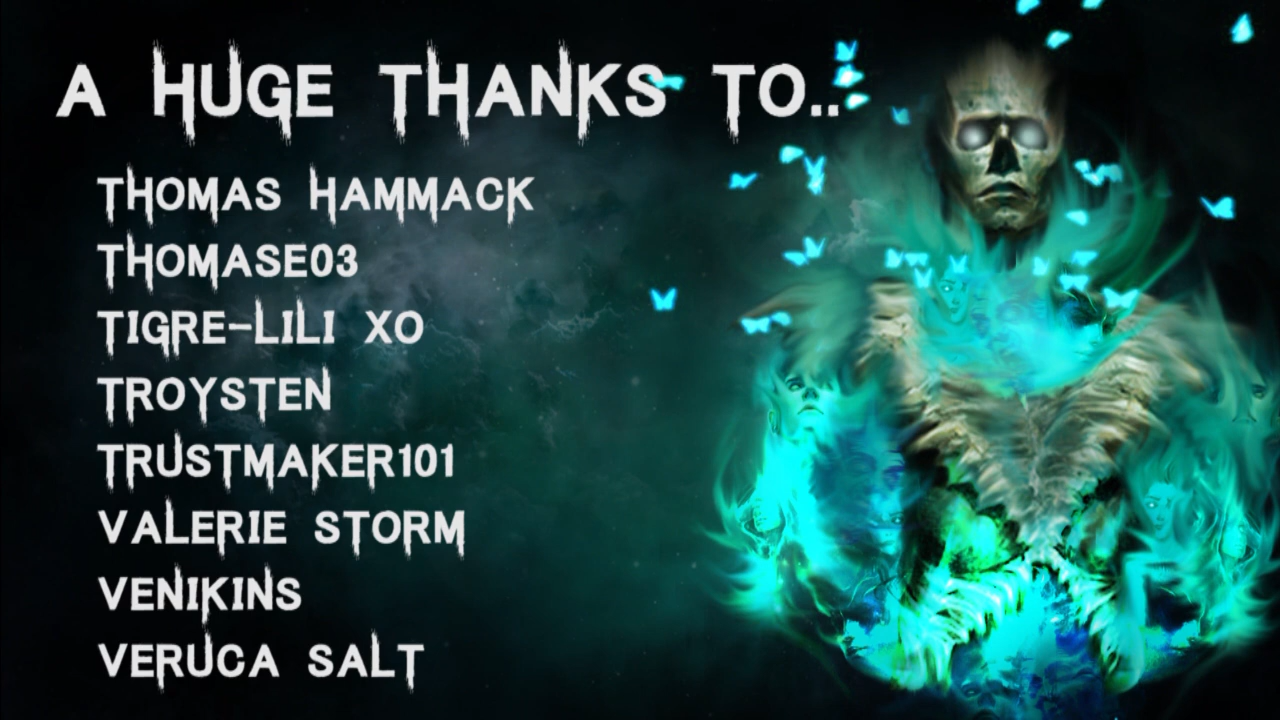 A HUGE THANKS TO..
THOMAS HAMMACK
THOMASE03
TIGRE-LILI XO
TROYSTEN
TRUSTMAKER101
VALERIE STORM
VENIKINS
VERUCA SALT